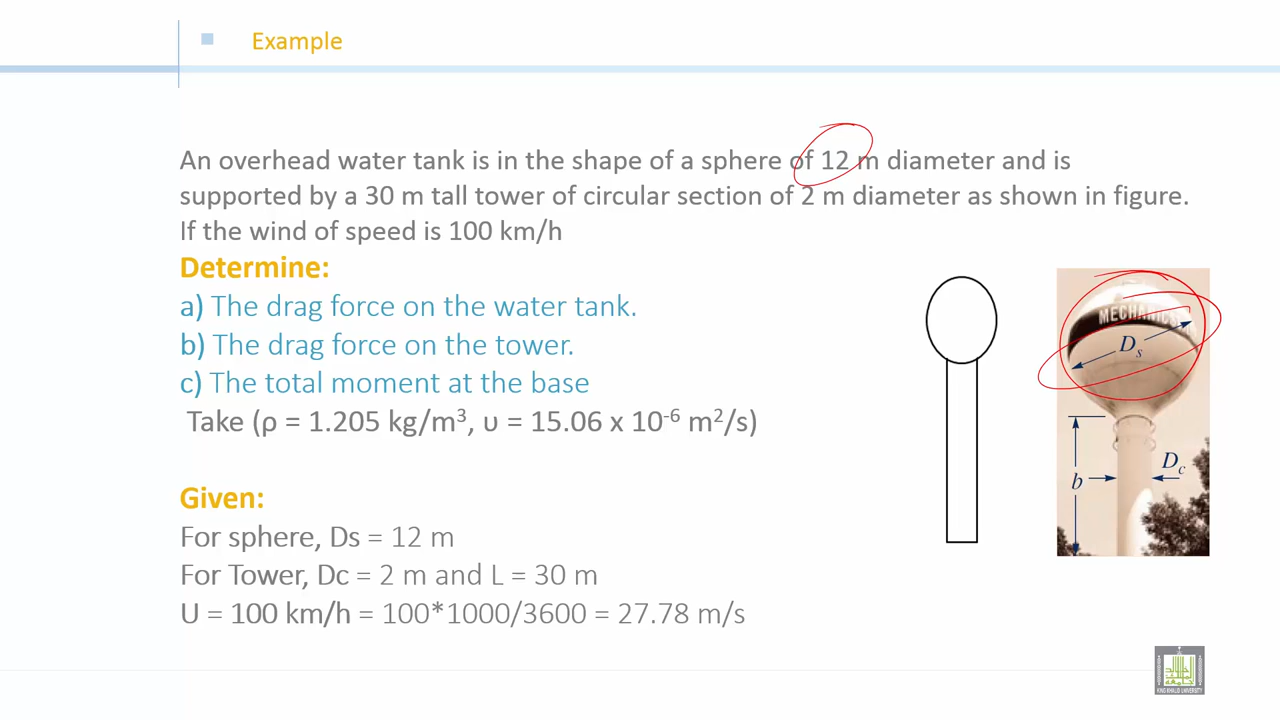 Example
An overhead water tank is in the shape of a sphere of 12 m diameter and is
supported by a 30 m tall tower of circular section of 2 m diameter as shown in figure.
If the wind of speed is 100 km/h
Determine:
a) The drag force on the water tank.
b) The drag force on the tower.
c) The total moment at the base
Take (ρ = 1.205 kg/m³, υ = 15.06 x 10⁻⁶ m²/s)
Given:
For sphere, Ds = 12 m
For Tower, Dc = 2 m and L = 30 m
U = 100 km/h = 100*1000/3600 = 27.78 m/s
MECHANICS
Dₛ
D꜀
b
KING KHALID UNIVERSITY